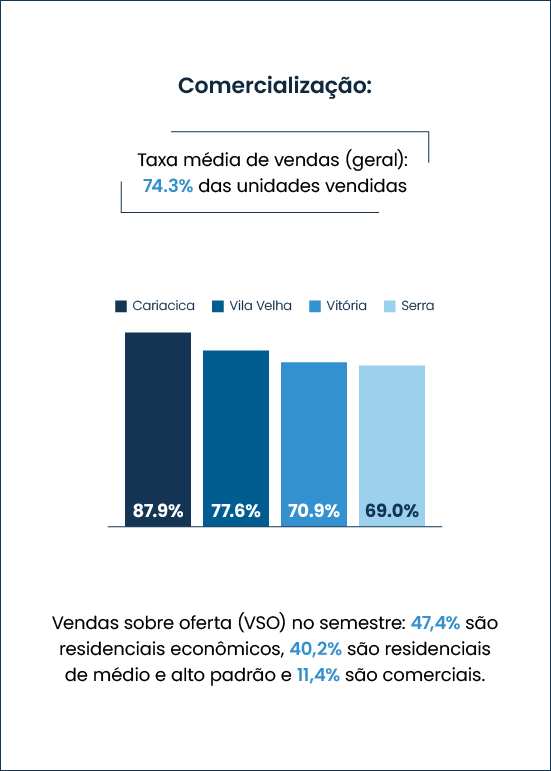 Comercialização:
Taxa média de vendas (geral):
74.3% das unidades vendidas
Cariacica Vila Velha Vitória Serra
87.9% 77.6% 70.9% 69.0%
Vendas sobre oferta (VSO) no semestre: 47,4% são
residenciais econômicos, 40,2% são residenciais
de médio e alto padrão e 11,4% são comerciais.